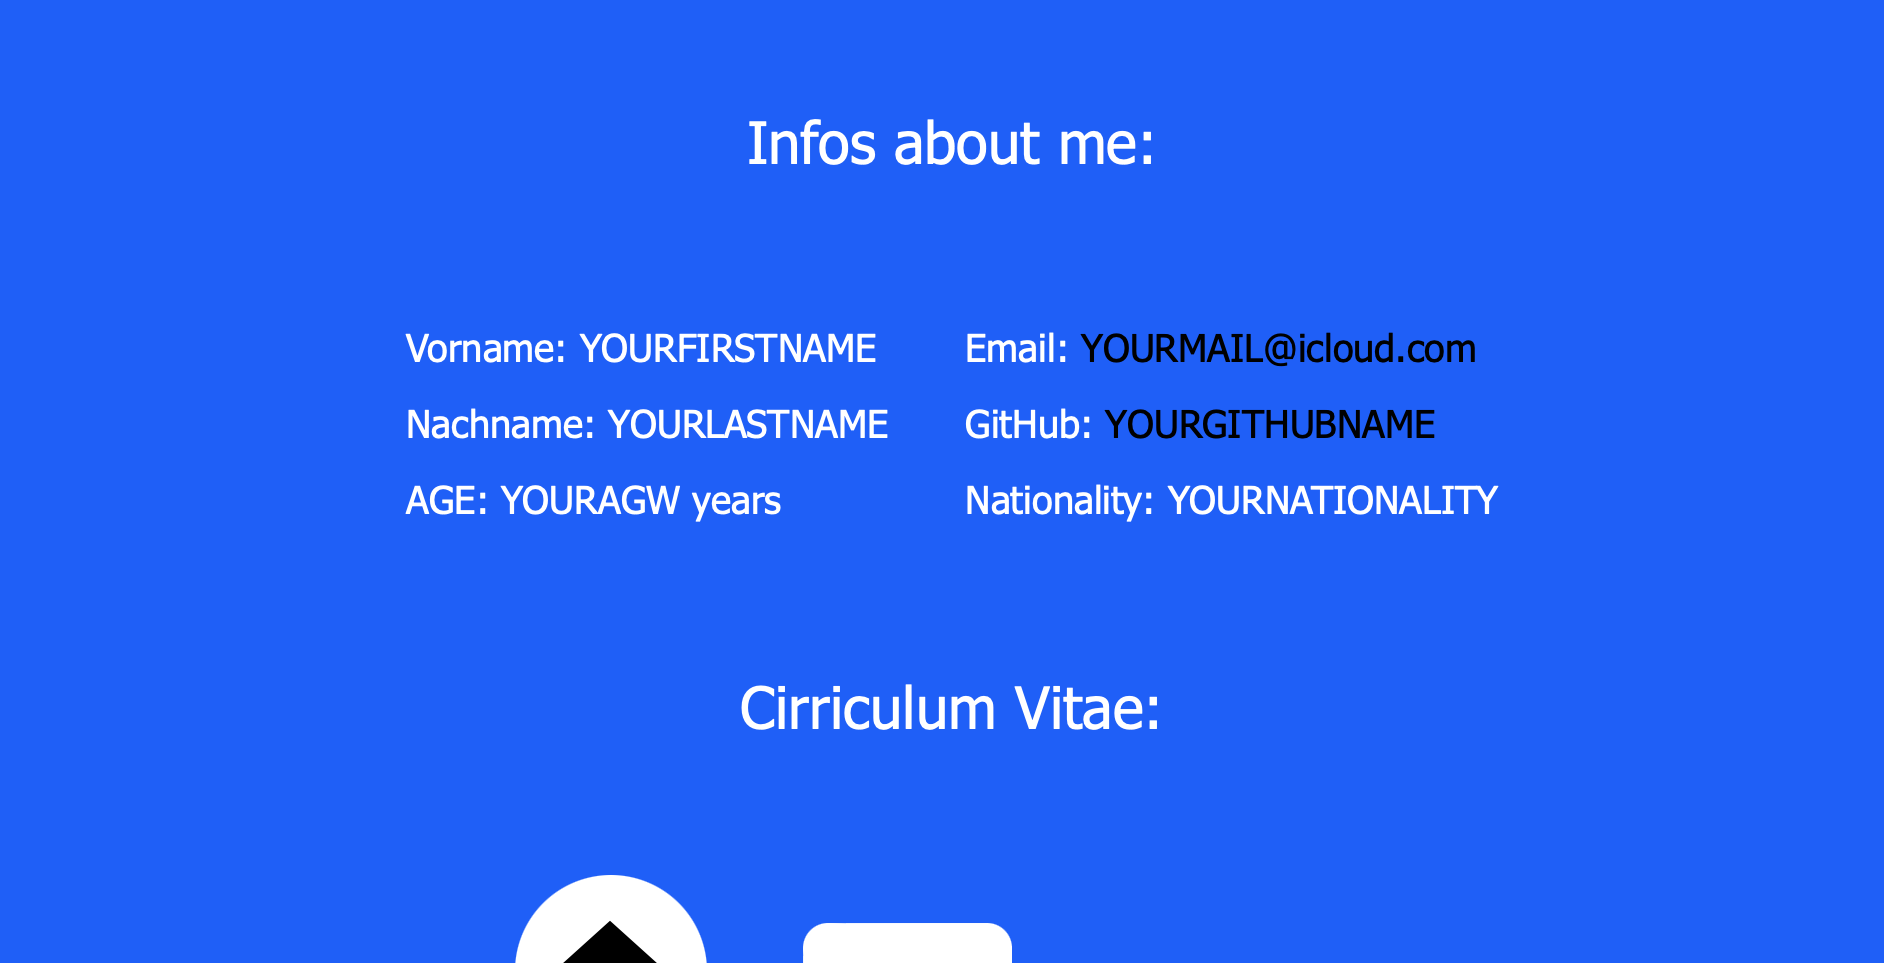 Infos about me:
Vorname: YOURFIRSTNAME
Nachname: YOURLASTNAME
AGE: YOURAGW years
Email: YOURMAIL@icloud.com
GitHub: YOURGITHUBNAME
Nationality: YOURNATIONALITY
Cirriculum Vitae: